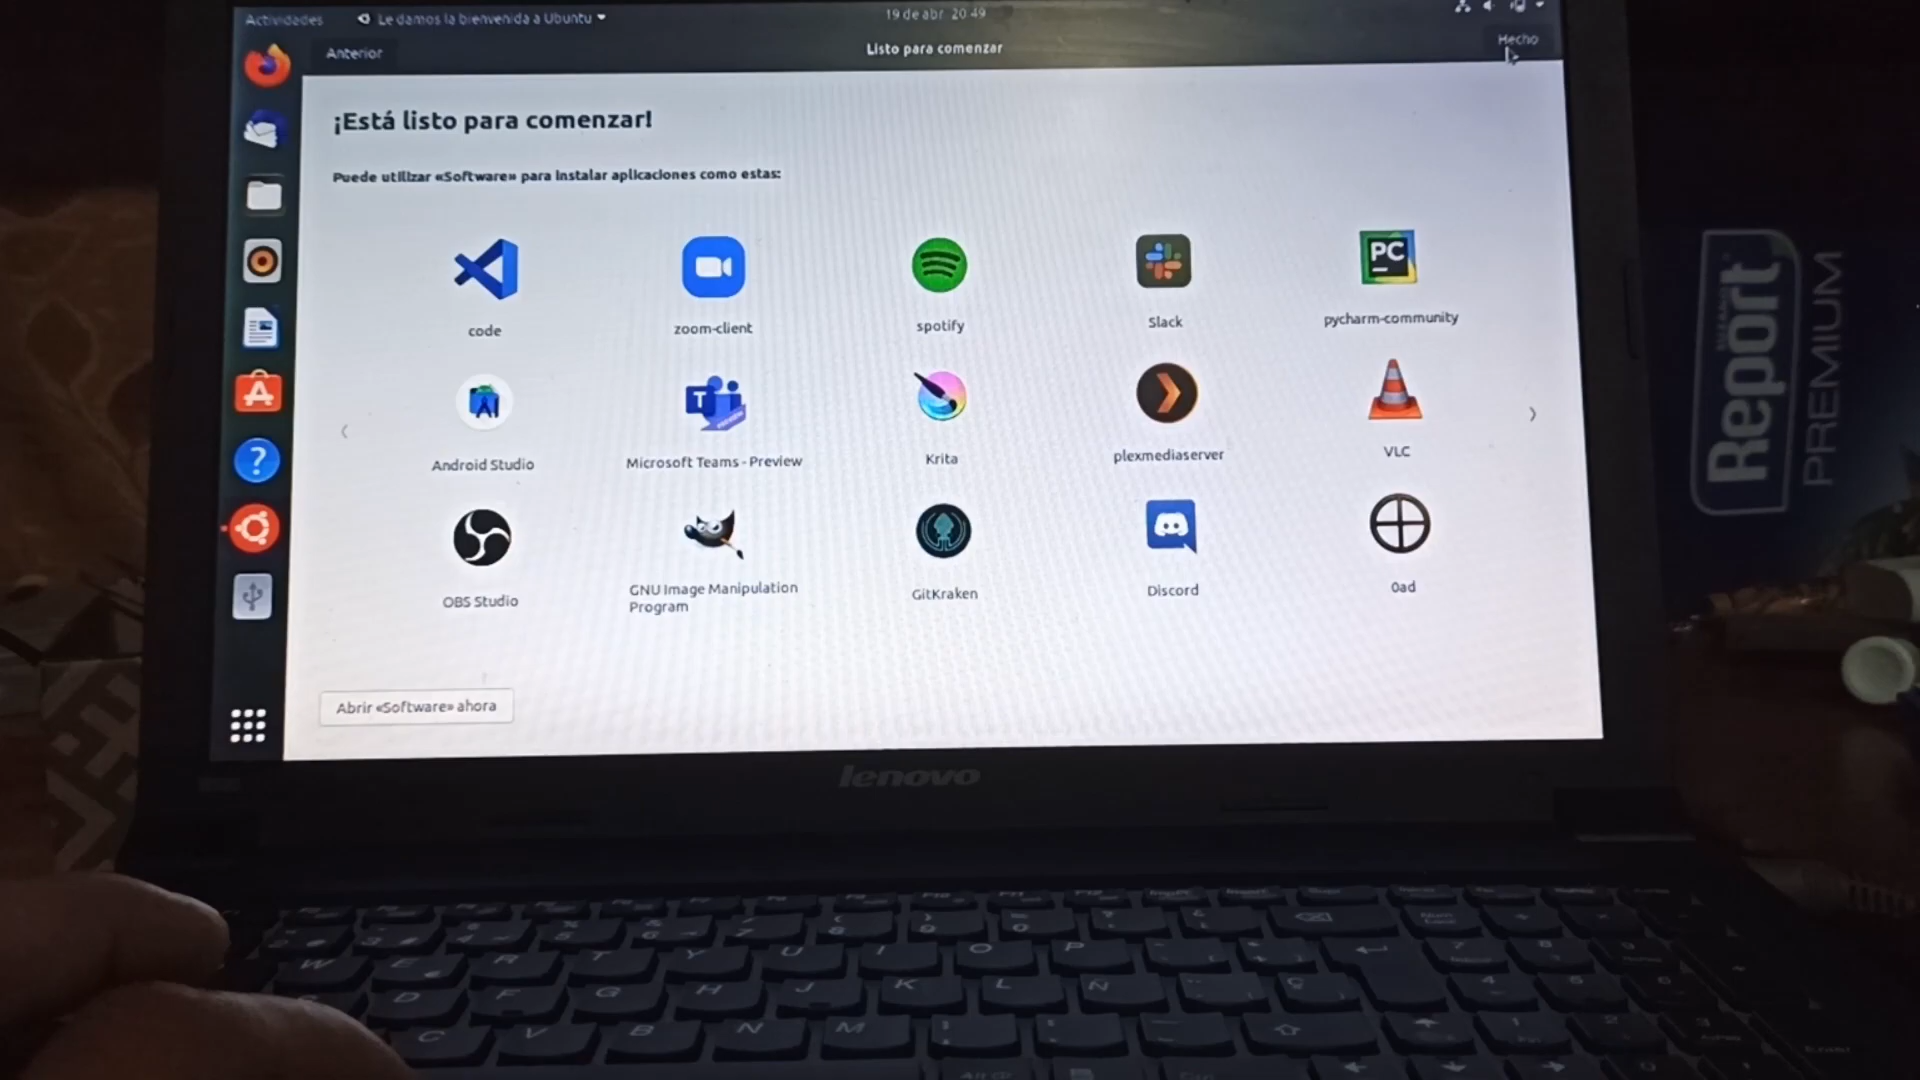 Actividades
Le damos la bienvenida a Ubuntu
19 de abr 20:49
Anterior
Listo para comenzar
Hecho
¡Está listo para comenzar!
Puede utilizar «Software» para instalar aplicaciones como estas:
code
zoom-client
spotify
Slack
PC
pycharm-community
Android Studio
T
Microsoft Teams - Preview
Krita
plexmediaserver
VLC
OBS Studio
GNU Image Manipulation
Program
GitKraken
Discord
0ad
Abrir «Software» ahora
lenovo
Report
PREMIUM
W E R T Y U I O P
D F G H J K L Ñ
C V B N M